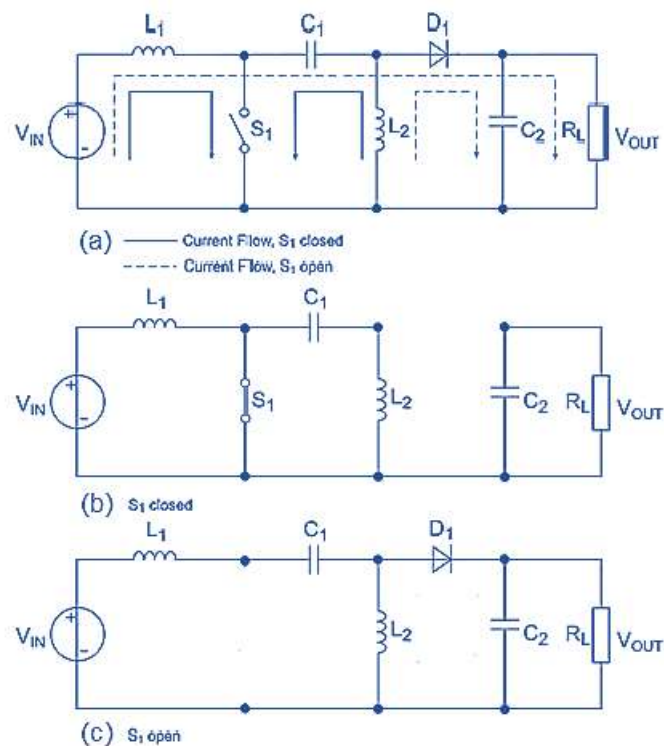 L1 C1 D1
VIN + - S1 L2 C2 RL VOUT
(a) Current Flow, S1 closed
Current Flow, S1 open
L1 C1
VIN + - S1 L2 C2 RL VOUT
(b) S1 closed
L1 C1 D1
VIN + - L2 C2 RL VOUT
(c) S1 open